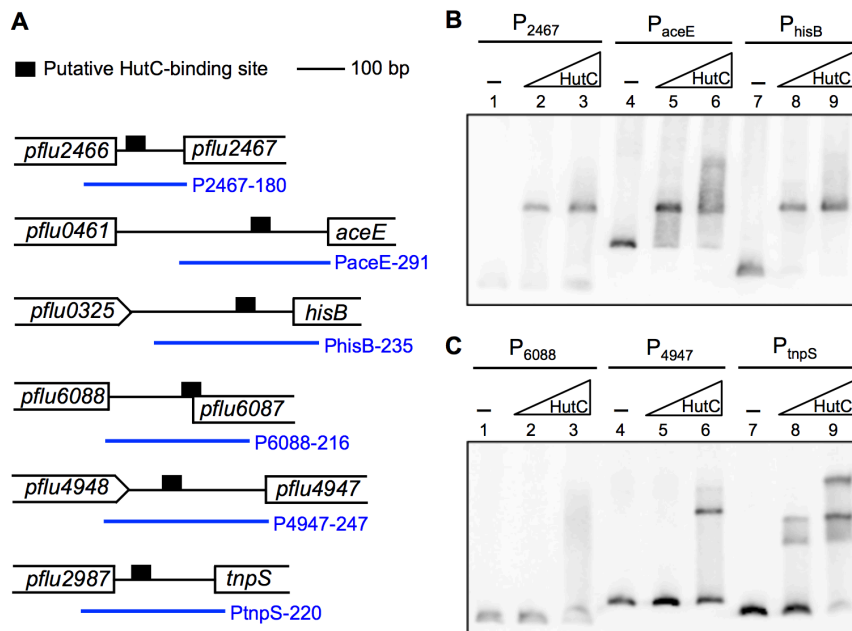 A
Putative HutC-binding site
100 bp
pflu2466
pflu2467
P2467-180
pflu0461
aceE
PaceE-291
pflu0325
hisB
PhisB-235
pflu6088
pflu6087
P6088-216
pflu4948
pflu4947
P4947-247
pflu2987
tnpS
PtnpS-220
B
P2467
PaceE
PhisB
– HutC – HutC – HutC
1 2 3 4 5 6 7 8 9
C
P6088
P4947
PtnpS
– HutC – HutC – HutC
1 2 3 4 5 6 7 8 9